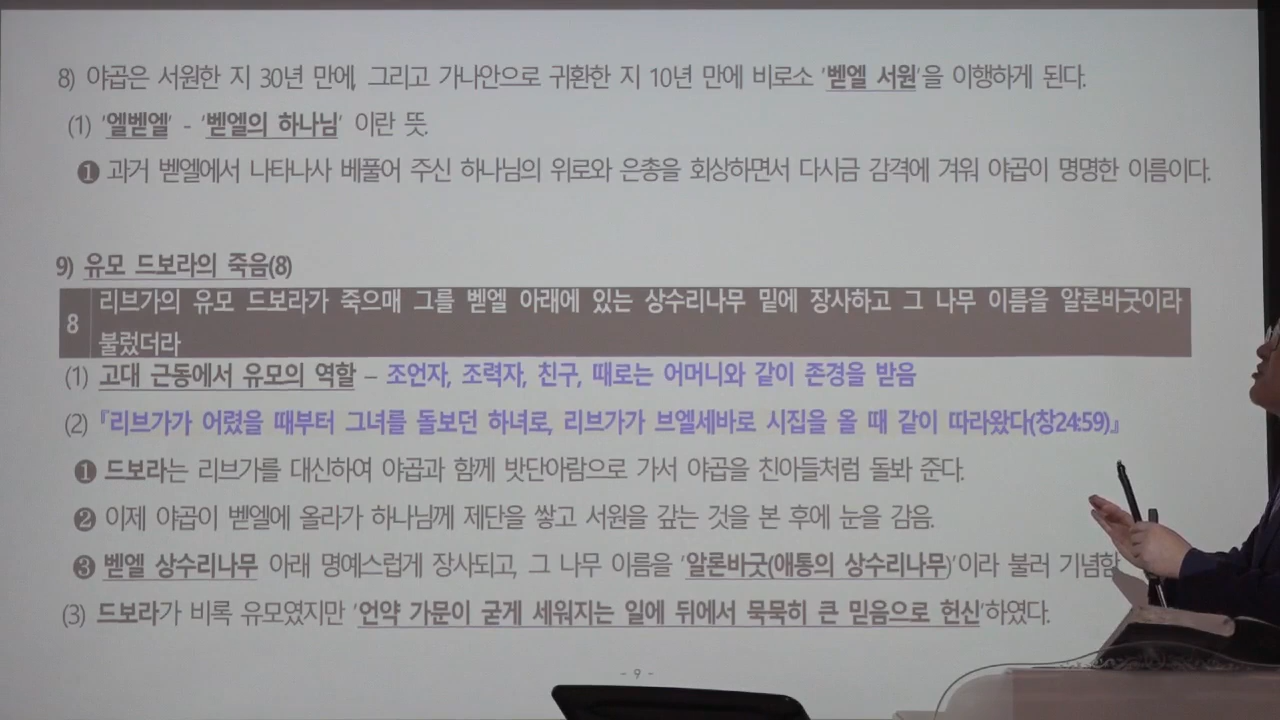 8) 야곱은 서원한 지 30년 만에, 그리고 가나안으로 귀환한 지 10년 만에 비로소 '벧엘 서원'을 이행하게 된다.
(1) '엘벧엘' - '벧엘의 하나님' 이란 뜻.
❶ 과거 벧엘에서 나타나사 베풀어 주신 하나님의 위로와 은총을 회상하면서 다시금 감격에 겨워 야곱이 명명한 이름이다.
9) 유모 드보라의 죽음(8)
8 리브가의 유모 드보라가 죽으매 그를 벧엘 아래에 있는 상수리나무 밑에 장사하고 그 나무 이름을 알론바굿이라
불렀더라
(1) 고대 근동에서 유모의 역할 – 조언자, 조력자, 친구, 때로는 어머니와 같이 존경을 받음
(2) 『리브가가 어렸을 때부터 그녀를 돌보던 하녀로, 리브가가 브엘세바로 시집을 올 때 같이 따라왔다(창24:59)』
❶ 드보라는 리브가를 대신하여 야곱과 함께 밧단아람으로 가서 야곱을 친아들처럼 돌봐 준다.
❷ 이제 야곱이 벧엘에 올라가 하나님께 제단을 쌓고 서원을 갚는 것을 본 후에 눈을 감음.
❸ 벧엘 상수리나무 아래 명예스럽게 장사되고, 그 나무 이름을 '알론바굿(애통의 상수리나무)'이라 불러 기념함
(3) 드보라가 비록 유모였지만 '언약 가문이 굳게 세워지는 일에 뒤에서 묵묵히 큰 믿음으로 헌신'하였다.
- 9 -